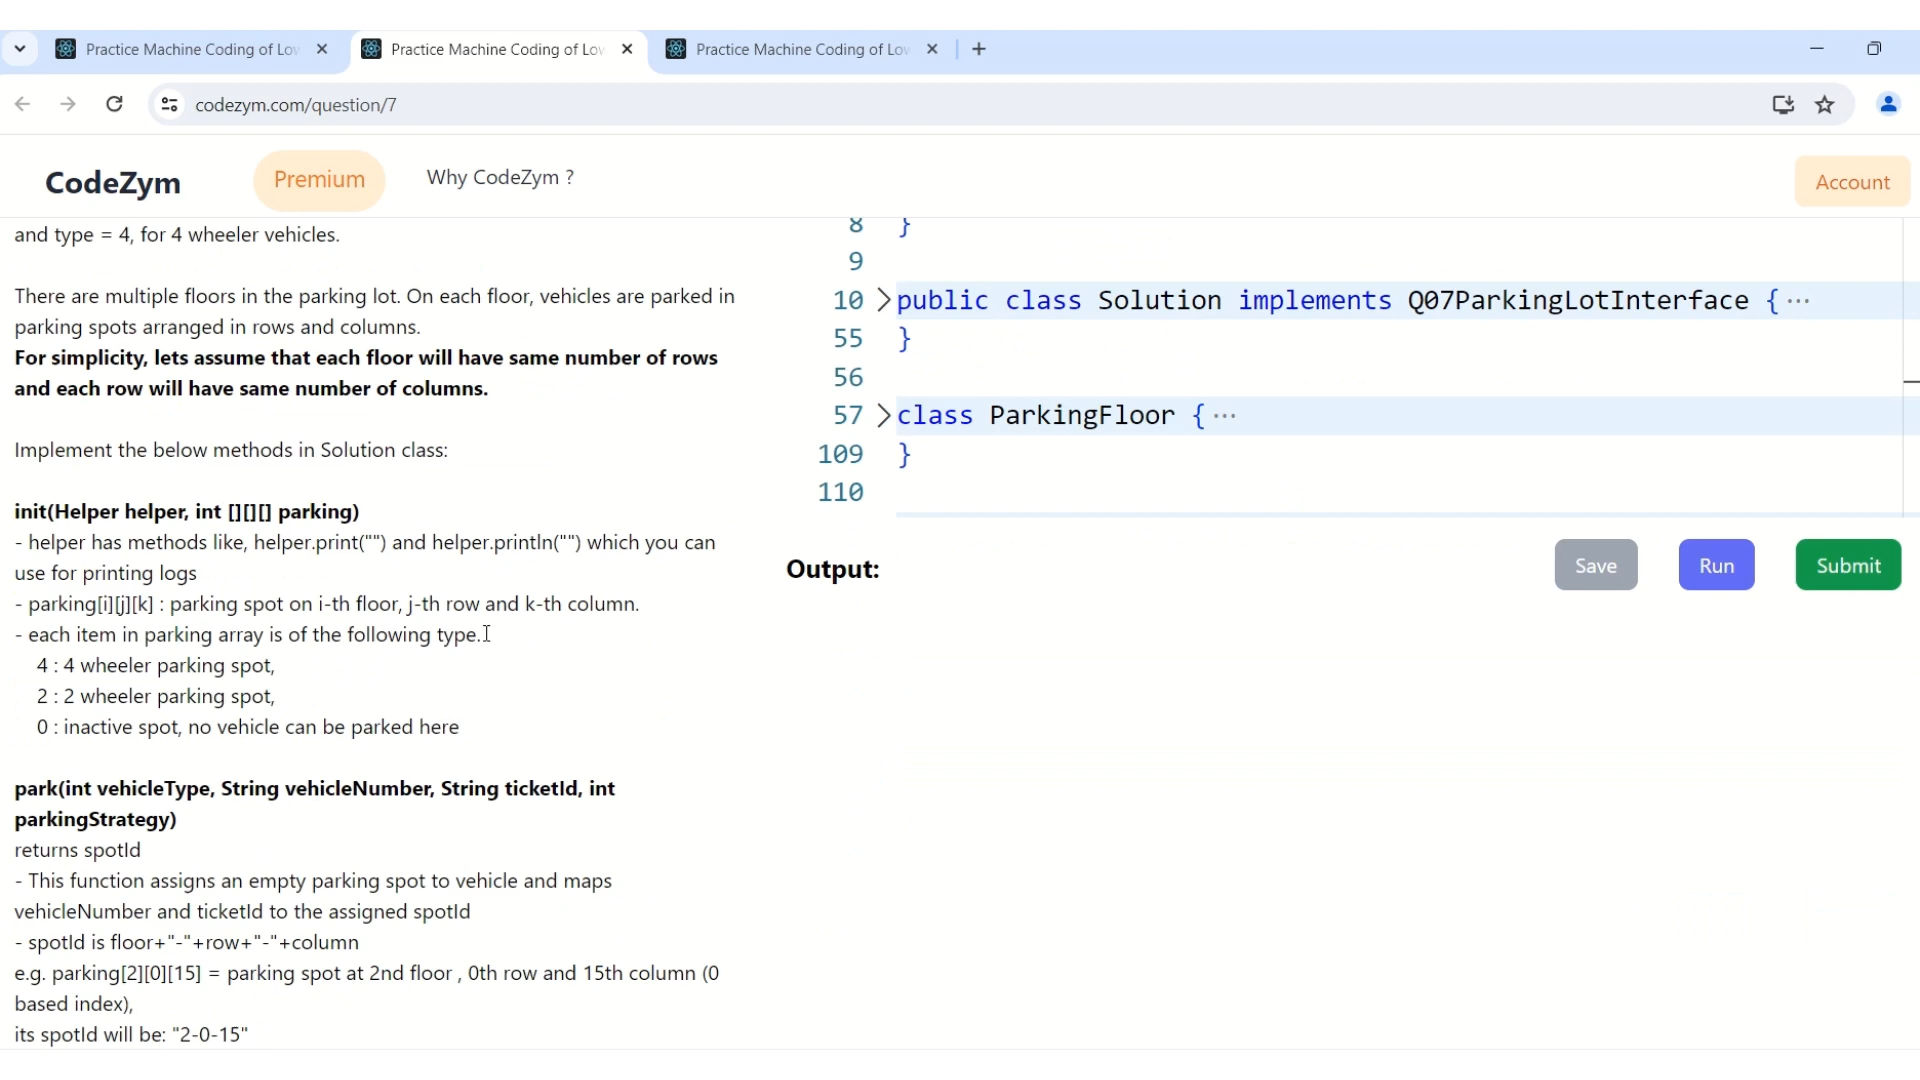 Practice Machine Coding of Lov
Practice Machine Coding of Low
Practice Machine Coding of Lov
codezym.com/question/7
CodeZym
Premium
Why CodeZym ?
Account
and type = 4, for 4 wheeler vehicles.
There are multiple floors in the parking lot. On each floor, vehicles are parked in
parking spots arranged in rows and columns.
For simplicity, lets assume that each floor will have same number of rows
and each row will have same number of columns.
Implement the below methods in Solution class:
init(Helper helper, int [][][] parking)
- helper has methods like, helper.print("") and helper.println("") which you can
use for printing logs
- parking[i][j][k] : parking spot on i-th floor, j-th row and k-th column.
- each item in parking array is of the following type.
4 : 4 wheeler parking spot,
2 : 2 wheeler parking spot,
0 : inactive spot, no vehicle can be parked here
park(int vehicleType, String vehicleNumber, String ticketId, int
parkingStrategy)
returns spotId
- This function assigns an empty parking spot to vehicle and maps
vehicleNumber and ticketId to the assigned spotId
- spotId is floor+"-"+row+"-"+column
e.g. parking[2][0][15] = parking spot at 2nd floor , 0th row and 15th column (0
based index),
its spotId will be: "2-0-15"
8 }
9
10 public class Solution implements Q07ParkingLotInterface {···
55 }
56
57 class ParkingFloor {···
109 }
110
Output:
Save
Run
Submit